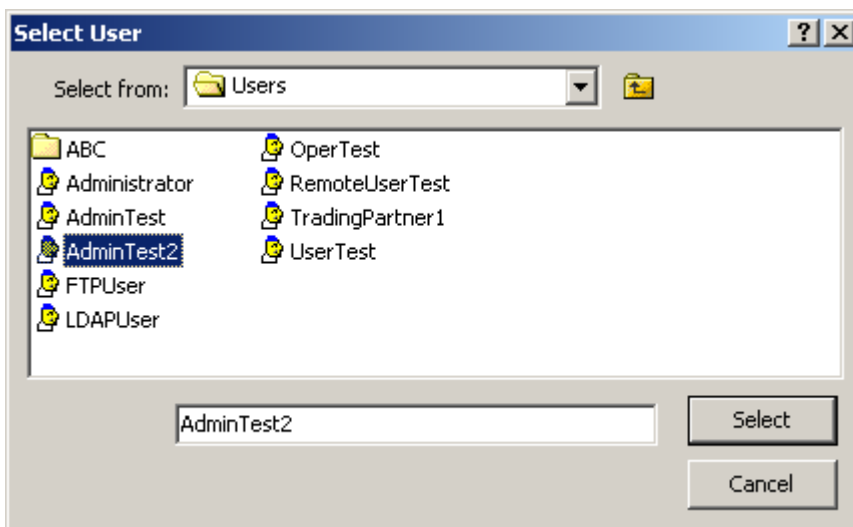 Select User
Select from: Users
ABC
Administrator
AdminTest
AdminTest2
FTPUser
LDAPUser
OperTest
RemoteUserTest
TradingPartner1
UserTest
AdminTest2
Select
Cancel